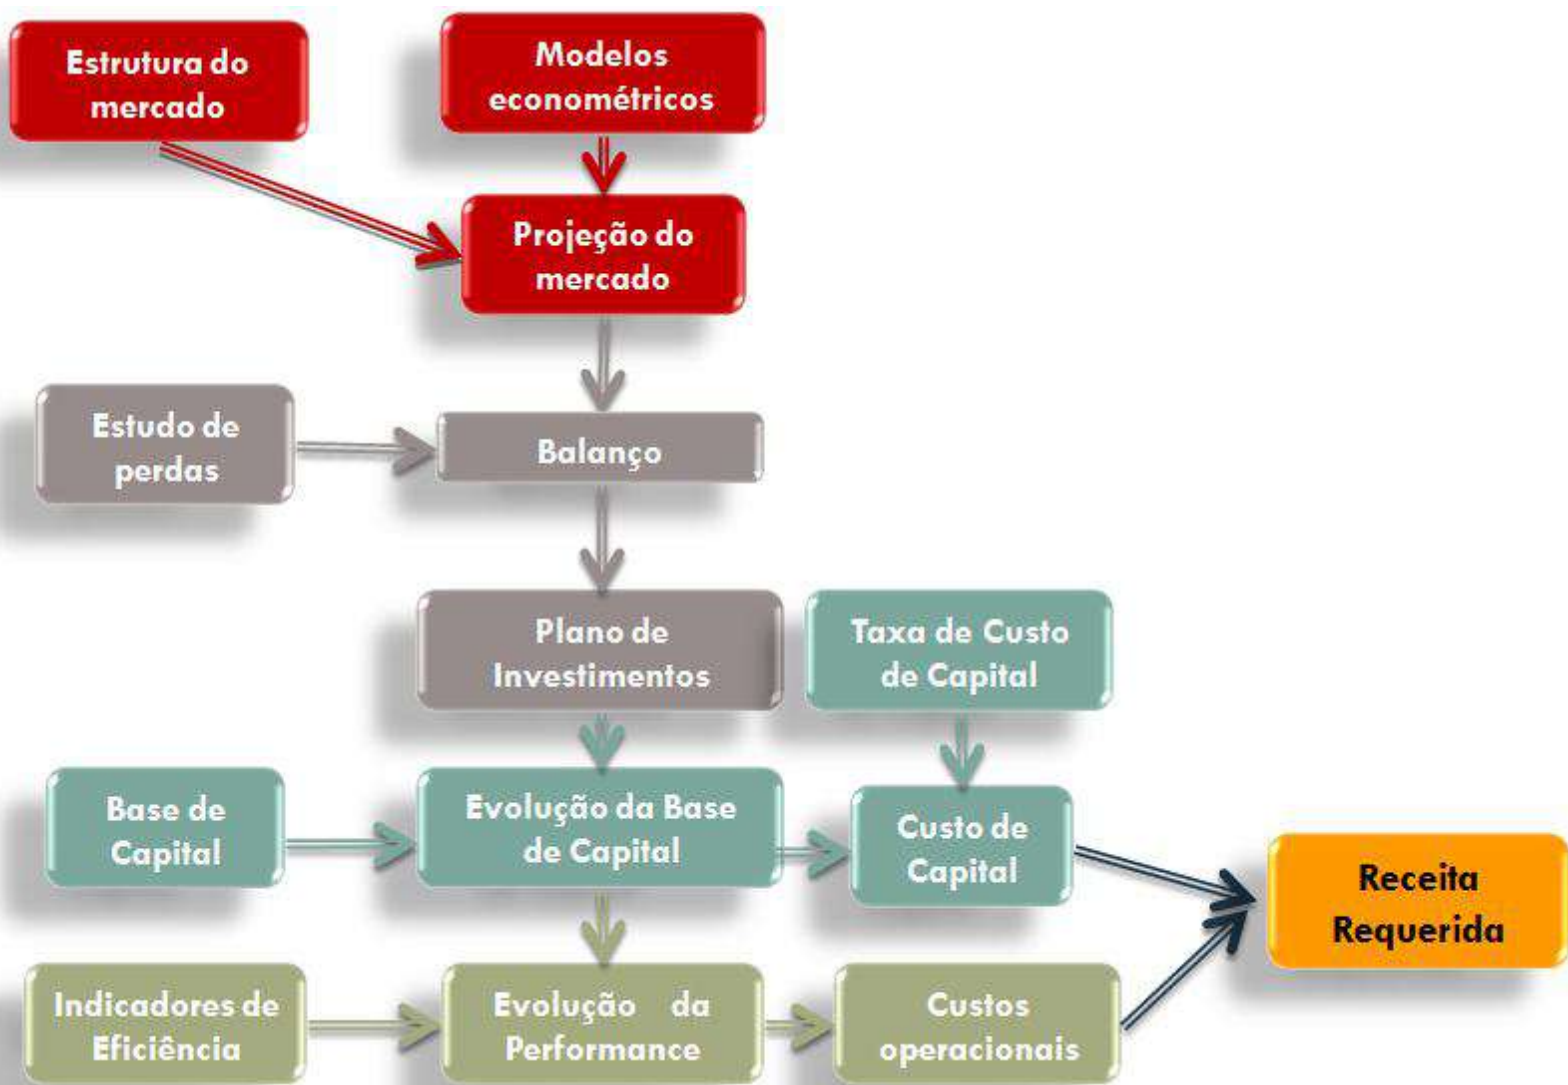 Estrutura do
mercado
Modelos
econométricos
Projeção do
mercado
Estudo de
perdas
Balanço
Plano de
Investimentos
Taxa de Custo
de Capital
Base de
Capital
Evolução da Base
de Capital
Custo de
Capital
Receita
Requerida
Indicadores de
Eficiência
Evolução da
Performance
Custos
operacionais